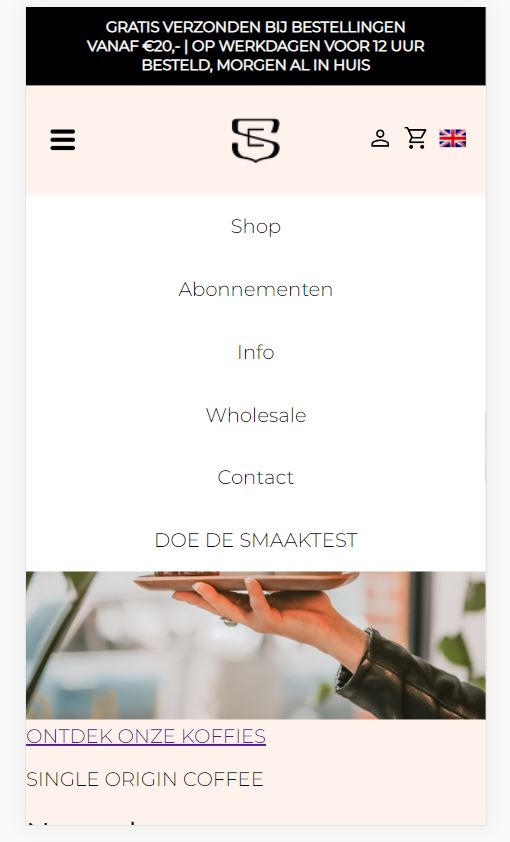 GRATIS VERZONDEN BIJ BESTELLINGEN
VANAF €20,- | OP WERKDAGEN VOOR 12 UUR
BESTELD, MORGEN AL IN HUIS
Shop
Abonnementen
Info
Wholesale
Contact
DOE DE SMAAKTEST
ONTDEK ONZE KOFFIES
SINGLE ORIGIN COFFEE